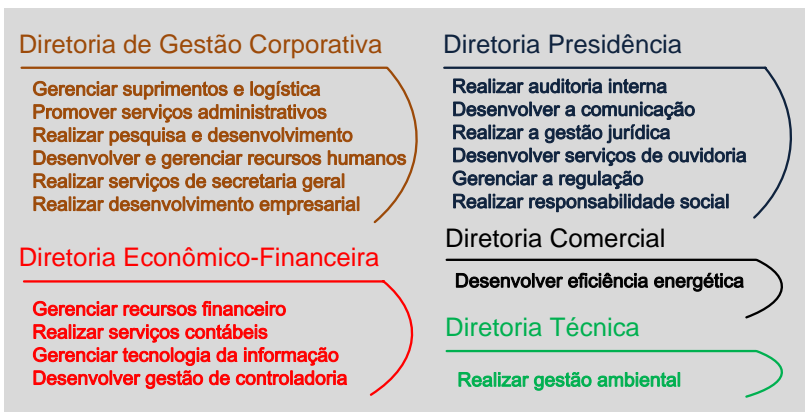 Diretoria de Gestão Corporativa
Gerenciar suprimentos e logística
Promover serviços administrativos
Realizar pesquisa e desenvolvimento
Desenvolver e gerenciar recursos humanos
Realizar serviços de secretaria geral
Realizar desenvolvimento empresarial
Diretoria Econômico-Financeira
Gerenciar recursos financeiro
Realizar serviços contábeis
Gerenciar tecnologia da informação
Desenvolver gestão de controladoria
Diretoria Presidência
Realizar auditoria interna
Desenvolver a comunicação
Realizar a gestão jurídica
Desenvolver serviços de ouvidoria
Gerenciar a regulação
Realizar responsabilidade social
Diretoria Comercial
Desenvolver eficiência energética
Diretoria Técnica
Realizar gestão ambiental